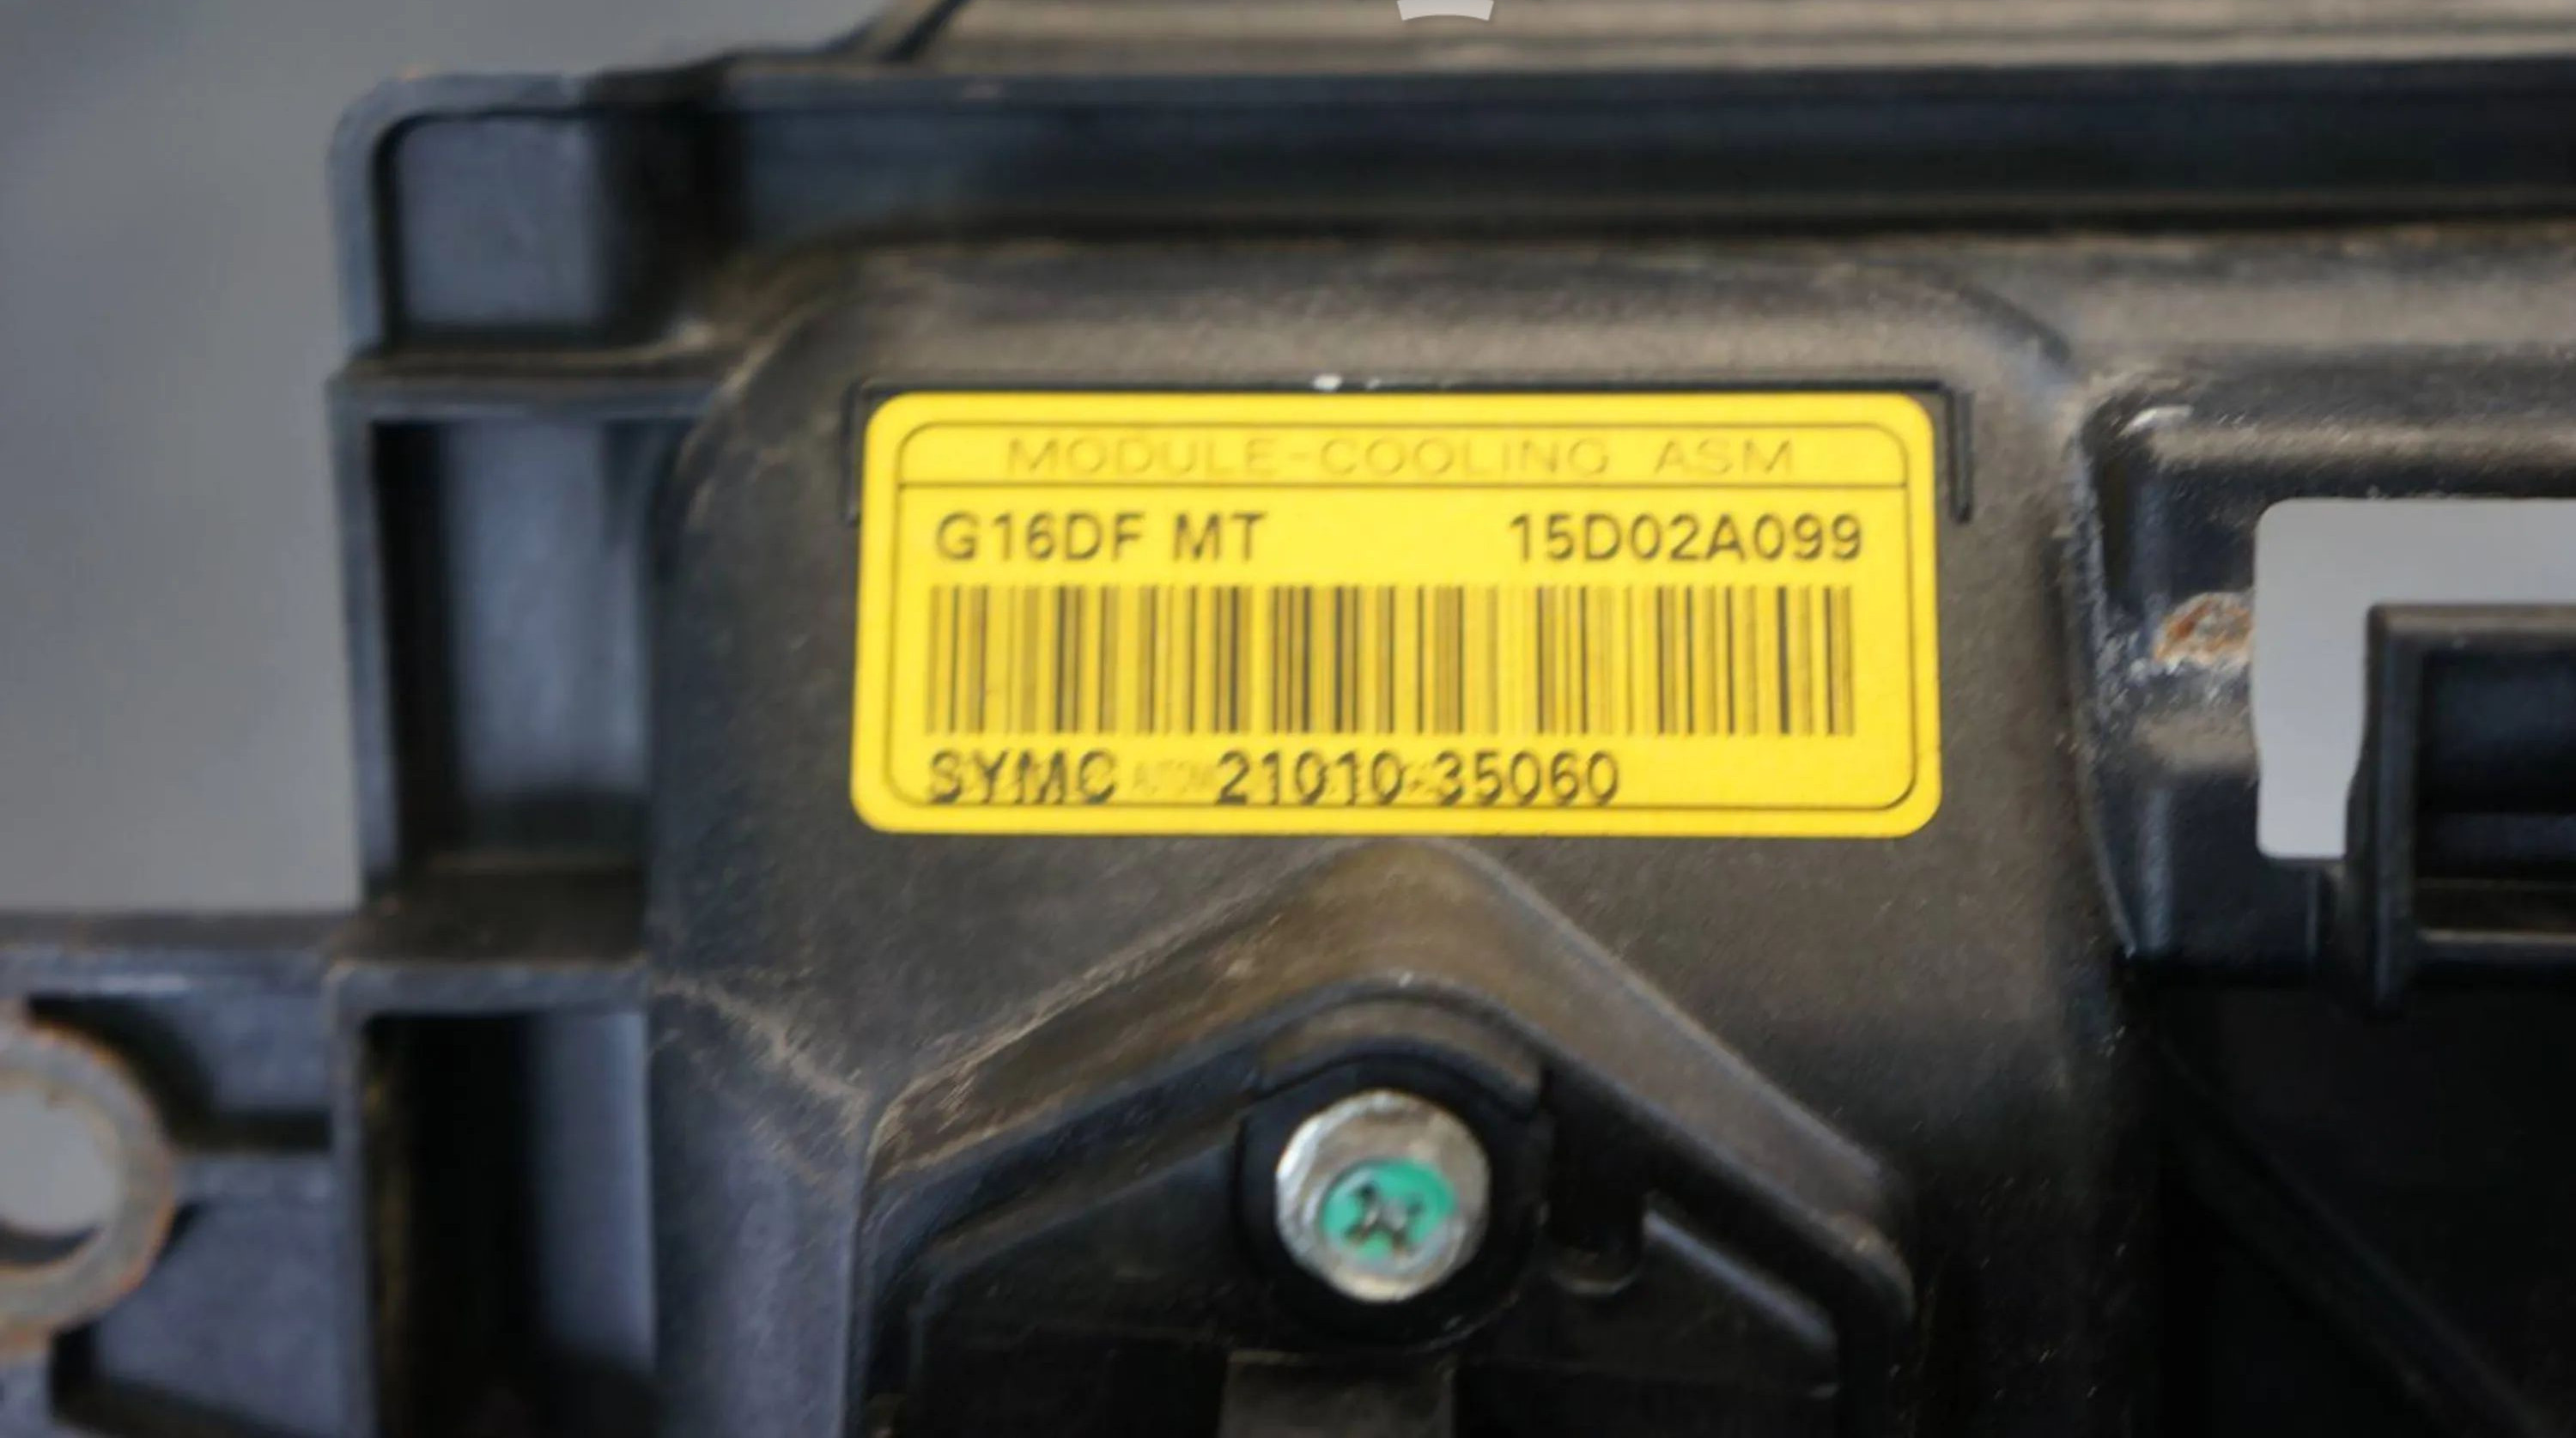 MODULE-COOLING ASM
G16DF MT 15D02A099
SYMC 21010-35060